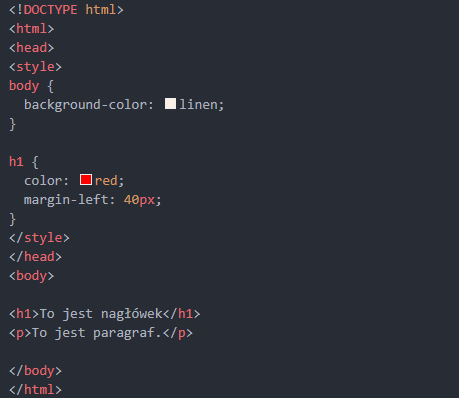 <!DOCTYPE html>
<html>
<head>
<style>
body {
  background-color: linen;
}

h1 {
  color: red;
  margin-left: 40px;
}
</style>
</head>
<body>

<h1>To jest nagłówek</h1>
<p>To jest paragraf.</p>

</body>
</html>